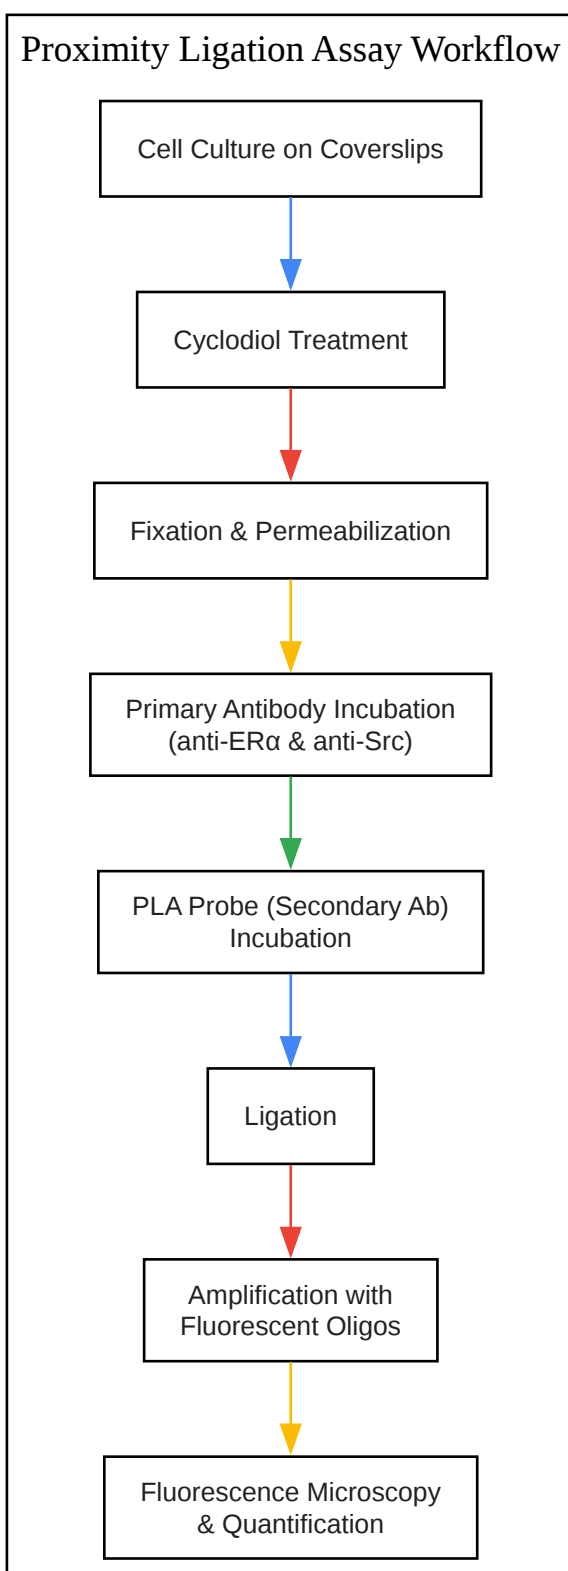 Proximity Ligation Assay Workflow
Cell Culture on Coverslips
Cyclodiol Treatment
Fixation & Permeabilization
Primary Antibody Incubation
(anti-ERα & anti-Src)
PLA Probe (Secondary Ab)
Incubation
Ligation
Amplification with
Fluorescent Oligos
Fluorescence Microscopy
& Quantification